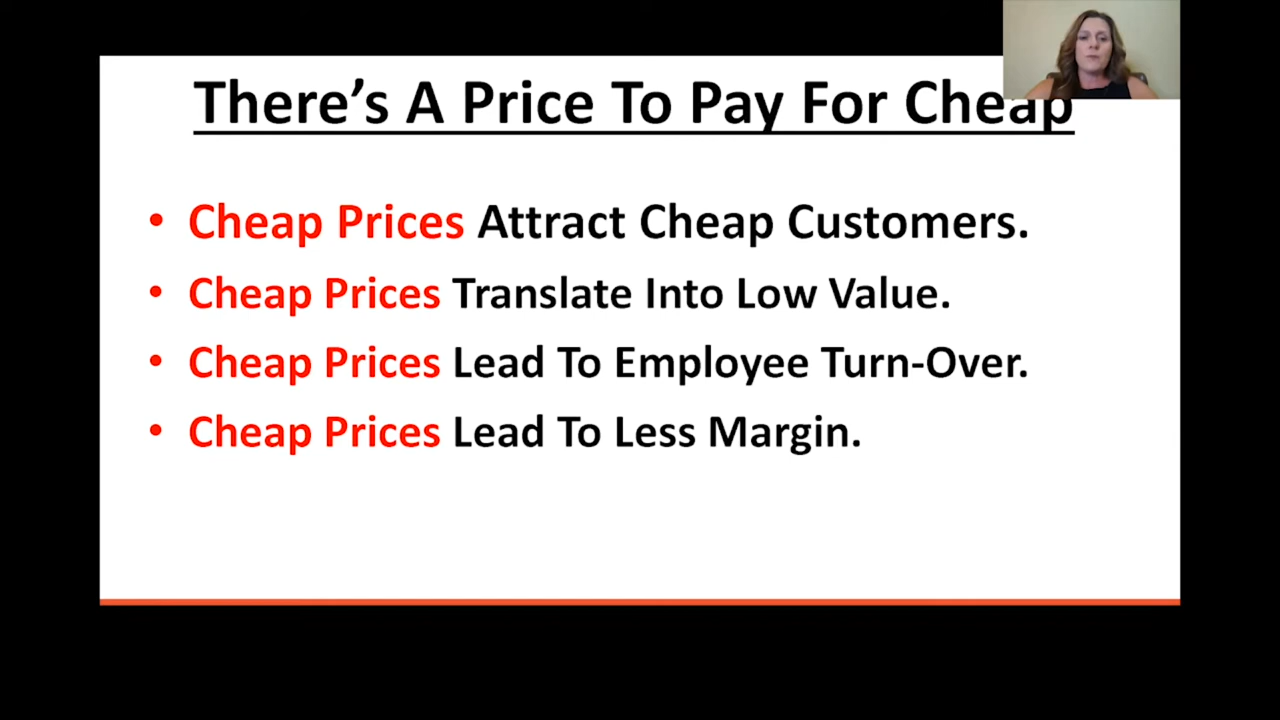 There's A Price To Pay For Cheap
• Cheap Prices Attract Cheap Customers.
• Cheap Prices Translate Into Low Value.
• Cheap Prices Lead To Employee Turn-Over.
• Cheap Prices Lead To Less Margin.